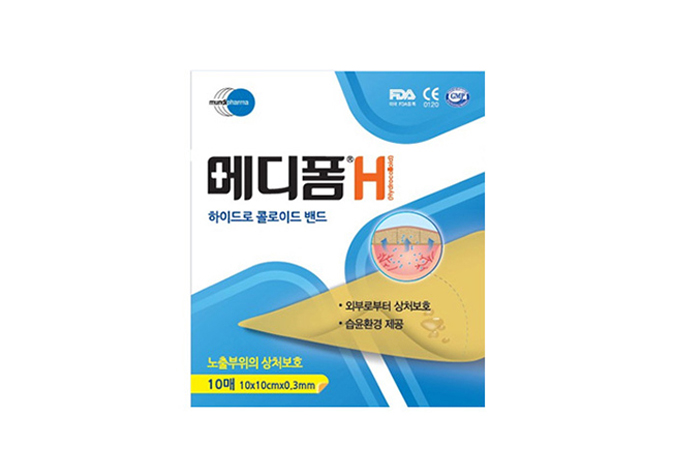 mundipharma
FDA
미국 FDA등록
CE
0120
GMP
메디폼®H
(Hydrocolloid)
하이드로 콜로이드 밴드
• 외부로부터 상처보호
• 습윤환경 제공
노출부위의 상처보호
10매 10x10cmx0.3mm